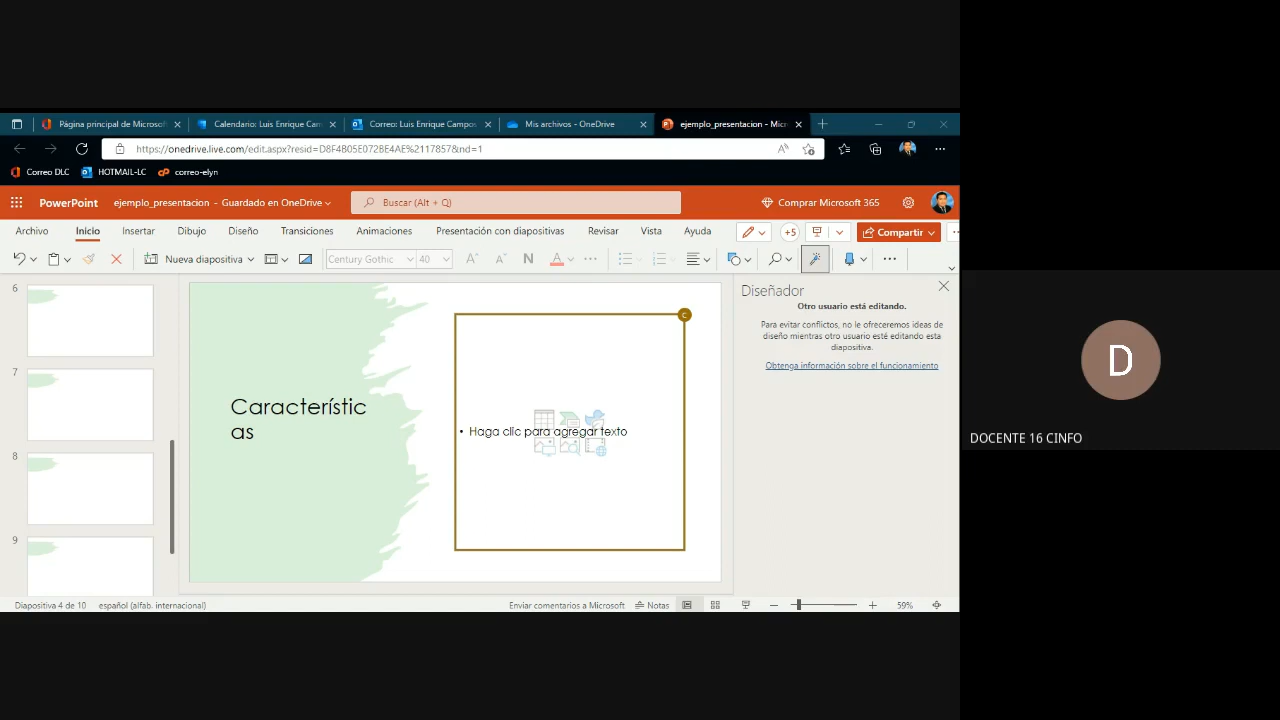 Página principal de Microsof
Calendario: Luis Enrique Cam
Correo: Luis Enrique Campos
Mis archivos - OneDrive
ejemplo_presentacion - Micr
https://onedrive.live.com/edit.aspx?resid=D8F4B05E072BE4AE%2117857&nd=1
Correo DLC
HOTMAIL-LC
correo-elyn
PowerPoint
ejemplo_presentacion - Guardado en OneDrive
Buscar (Alt + Q)
Comprar Microsoft 365
Archivo
Inicio
Insertar
Dibujo
Diseño
Transiciones
Animaciones
Presentación con diapositivas
Revisar
Vista
Ayuda
+5
Compartir
Nueva diapositiva
Century Gothic
40
A
A
N
A
6
7
8
9
Característic
as
C
• Haga clic para agregar texto
Diseñador
Otro usuario está editando.
Para evitar conflictos, no le ofreceremos ideas de
diseño mientras otro usuario esté editando esta
diapositiva.
Obtenga información sobre el funcionamiento
Diapositiva 4 de 10
español (alfab. internacional)
Enviar comentarios a Microsoft
Notas
59%
D
DOCENTE 16 CINFO